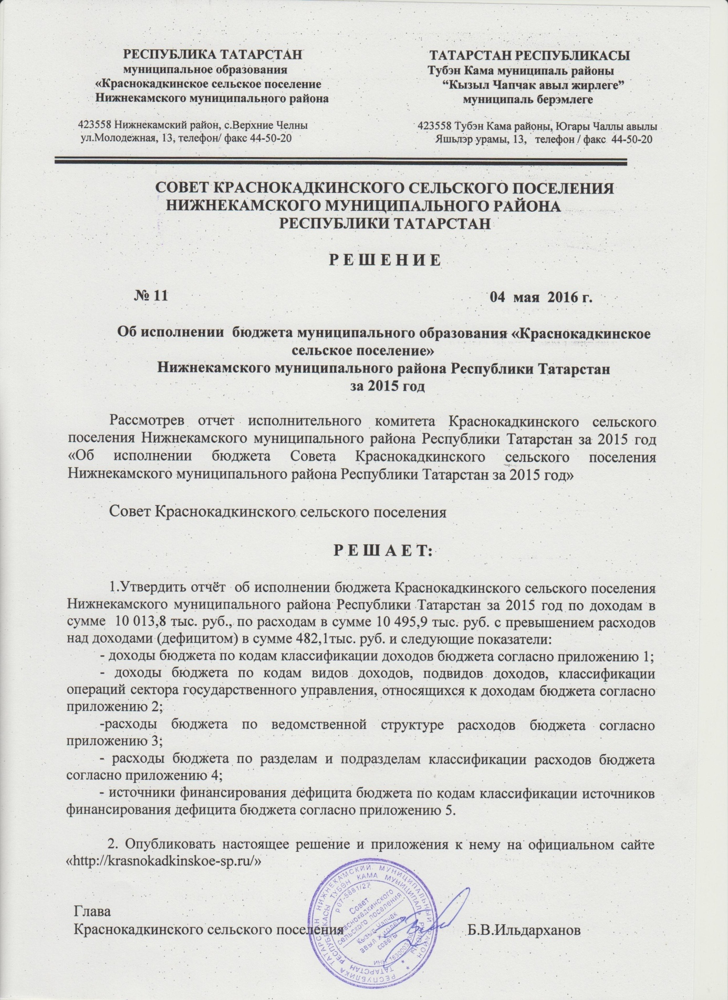 РЕСПУБЛИКА ТАТАРСТАН
муниципальное образования
«Краснокадкинское сельское поселение
Нижнекамского муниципального района
423558 Нижнекамский район, с.Верхние Челны
ул.Молодежная, 13, телефон/ факс 44-50-20
ТАТАРСТАН РЕСПУБЛИКАСЫ
Тубэн Кама муниципаль районы
“Кызыл Чапчак авыл жирлеге”
муниципаль берэмлеге
423558 Тубэн Кама районы, Югары Чаллы авылы
Яшьлэр урамы, 13, телефон / факс 44-50-20
СОВЕТ КРАСНОКАДКИНСКОГО СЕЛЬСКОГО ПОСЕЛЕНИЯ
НИЖНЕКАМСКОГО МУНИЦИПАЛЬНОГО РАЙОНА
РЕСПУБЛИКИ ТАТАРСТАН
Р Е Ш Е Н И Е
№ 11 04 мая 2016 г.
Об исполнении бюджета муниципального образования «Краснокадкинское
сельское поселение»
Нижнекамского муниципального района Республики Татарстан
за 2015 год
Рассмотрев отчет исполнительного комитета Краснокадкинского сельского
поселения Нижнекамского муниципального района Республики Татарстан за 2015 год
«Об исполнении бюджета Совета Краснокадкинского сельского поселения
Нижнекамского муниципального района Республики Татарстан за 2015 год»
Совет Краснокадкинского сельского поселения
Р Е Ш А Е Т:
1.Утвердить отчёт об исполнении бюджета Краснокадкинского сельского поселения
Нижнекамского муниципального района Республики Татарстан за 2015 год по доходам в
сумме 10 013,8 тыс. руб., по расходам в сумме 10 495,9 тыс. руб. с превышением расходов
над доходами (дефицитом) в сумме 482,1тыс. руб. и следующие показатели:
- доходы бюджета по кодам классификации доходов бюджета согласно приложению 1;
- доходы бюджета по кодам видов доходов, подвидов доходов, классификации
операций сектора государственного управления, относящихся к доходам бюджета согласно
приложению 2;
-расходы бюджета по ведомственной структуре расходов бюджета согласно
приложению 3;
- расходы бюджета по разделам и подразделам классификации расходов бюджета
согласно приложению 4;
- источники финансирования дефицита бюджета по кодам классификации источников
финансирования дефицита бюджета согласно приложению 5.
2. Опубликовать настоящее решение и приложения к нему на официальном сайте
«http://krasnokadkinskoe-sp.ru/»
Глава
Краснокадкинского сельского поселения Б.В.Ильдарханов
РЕСПУБЛИКА ТАТАРСТАН НИЖНЕКАМСКИЙ МУНИЦИПАЛЬНЫЙ РАЙОН
ТАТАРСТАН РЕСПУБЛИКАСЫ ТҮБӘН КАМА МУНИЦИПАЛЬ РАЙОНЫ
Р07-5881/27
Совет
Краснокадкинского
сельского поселения
Кызыл Чапчак
авыл җирлеге
советы
ИНН